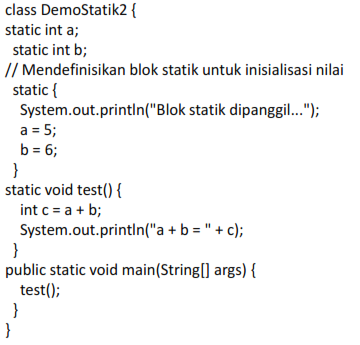 class DemoStatik2 {
static int a;
static int b;
// Mendefinisikan blok statik untuk inisialisasi nilai
static {
System.out.println("Blok statik dipanggil...");
a = 5;
b = 6;
}
static void test() {
int c = a + b;
System.out.println("a + b = " + c);
}
public static void main(String[] args) {
test();
}
}